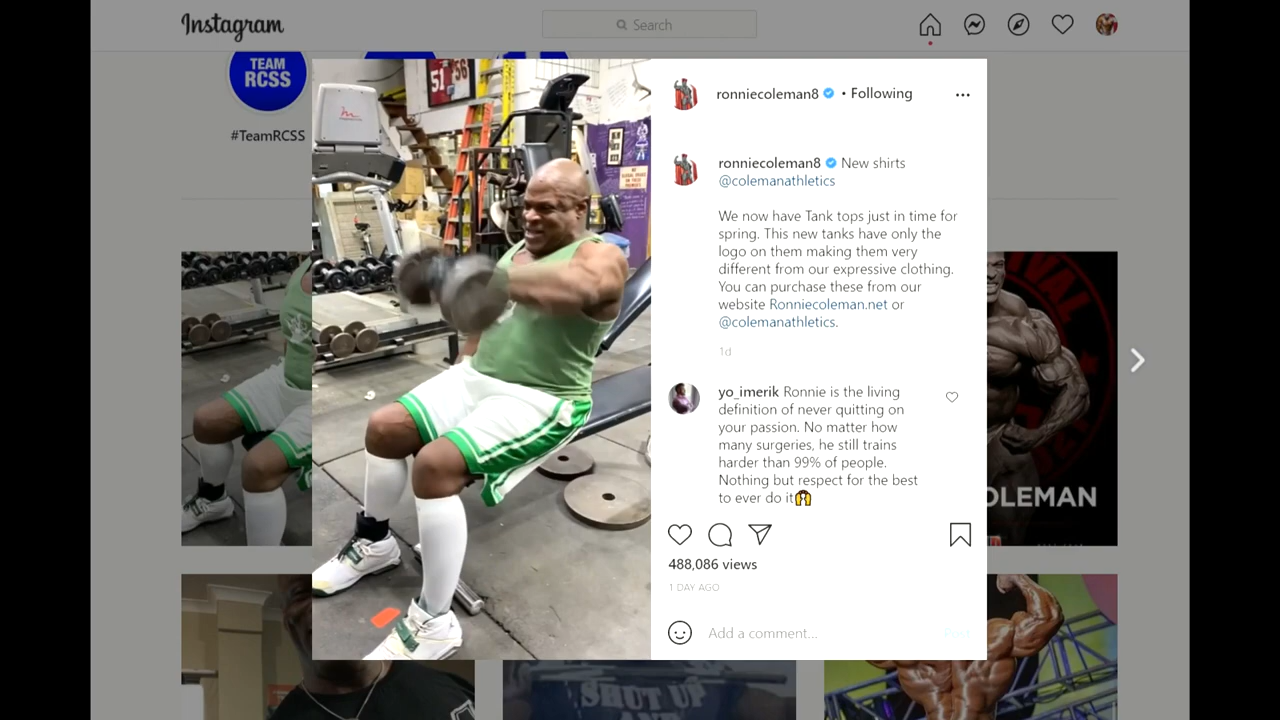 Instagram
Search
TEAM
RCSS
#TeamRCSS
51 56
ronniecoleman8 • Following
ronniecoleman8 New shirts
@colemanathletics
We now have Tank tops just in time for
spring. This new tanks have only the
logo on them making them very
different from our expressive clothing.
You can purchase these from our
website Ronniecoleman.net or
@colemanathletics.
1d
yo_imerik Ronnie is the living
definition of never quitting on
your passion. No matter how
many surgeries, he still trains
harder than 99% of people.
Nothing but respect for the best
to ever do it🙌
OLEMAN
488,086 views
1 DAY AGO
Add a comment...
Post
SHUT UP
AND